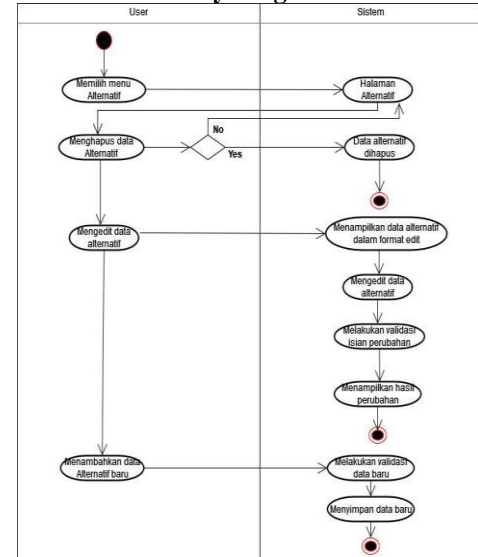 User
Sistem
Memilih menu
Alternatif
Halaman
Alternatif
No
Menghapus data
Alternatif
Yes
Data alternatif
dihapus
Mengedit data
alternatif
Menampilkan data alternatif
dalam format edit
Mengedit data
alternatif
Melakukan validasi
isian perubahan
Menampilkan hasil
perubahan
Menambahkan data
Alternatif baru
Melakukan validasi
data baru
Menyimpan data baru